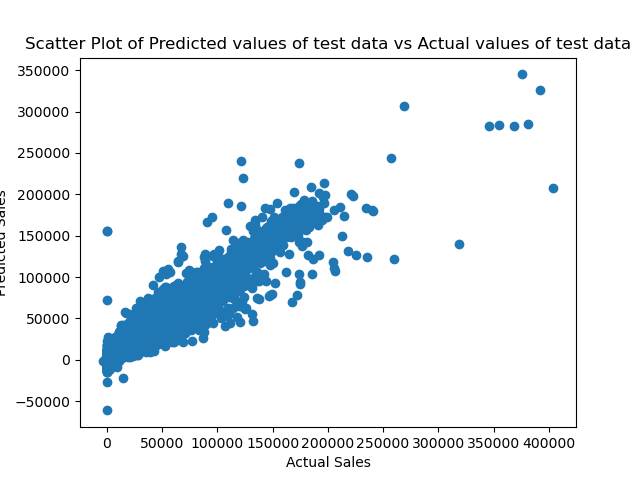 Scatter Plot of Predicted values of test data vs Actual values of test data
350000
300000
250000
200000
150000
100000
50000
0
−50000
Predicted Sales
0 50000 100000 150000 200000 250000 300000 350000 400000
Actual Sales